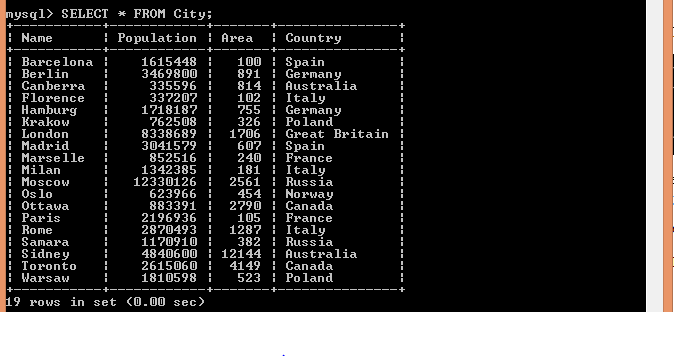 mysql> SELECT * FROM City;
+-----------+------------+-------+---------------+
| Name      | Population | Area  | Country       |
+-----------+------------+-------+---------------+
| Barcelona |    1615448 |   100 | Spain         |
| Berlin    |    3469800 |   891 | Germany       |
| Canberra  |     335596 |   814 | Australia     |
| Florence  |     337207 |   102 | Italy         |
| Hamburg   |    1718187 |   755 | Germany       |
| Krakow    |     762508 |   326 | Poland        |
| London    |    8338689 |  1706 | Great Britain |
| Madrid    |    3041579 |   607 | Spain         |
| Marselle  |     852516 |   240 | France        |
| Milan     |    1342385 |   181 | Italy         |
| Moscow    |   12330126 |  2561 | Russia        |
| Oslo      |     623966 |   454 | Norway        |
| Ottawa    |     883391 |  2790 | Canada        |
| Paris     |    2196936 |   105 | France        |
| Rome      |    2870493 |  1287 | Italy         |
| Samara    |    1170910 |   382 | Russia        |
| Sidney    |    4840600 | 12144 | Australia     |
| Toronto   |    2615060 |  4149 | Canada        |
| Warsaw    |    1810598 |   523 | Poland        |
+-----------+------------+-------+---------------+
19 rows in set (0.00 sec)